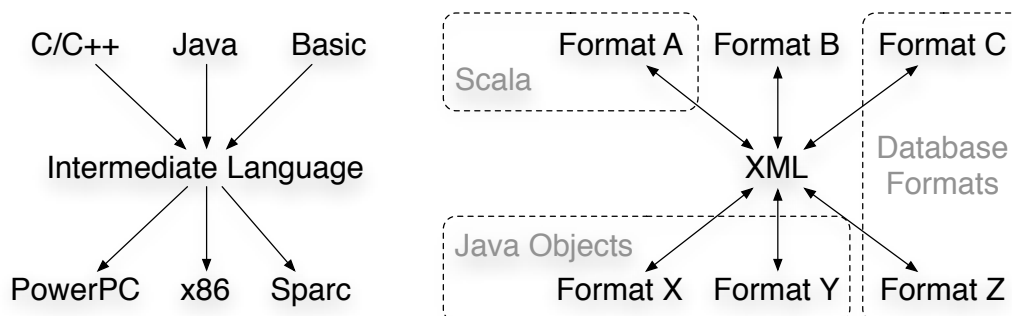 C/C++ Java Basic
Intermediate Language
PowerPC x86 Sparc
Format A Format B Format C
Scala
XML
Database
Formats
Java Objects
Format X Format Y Format Z